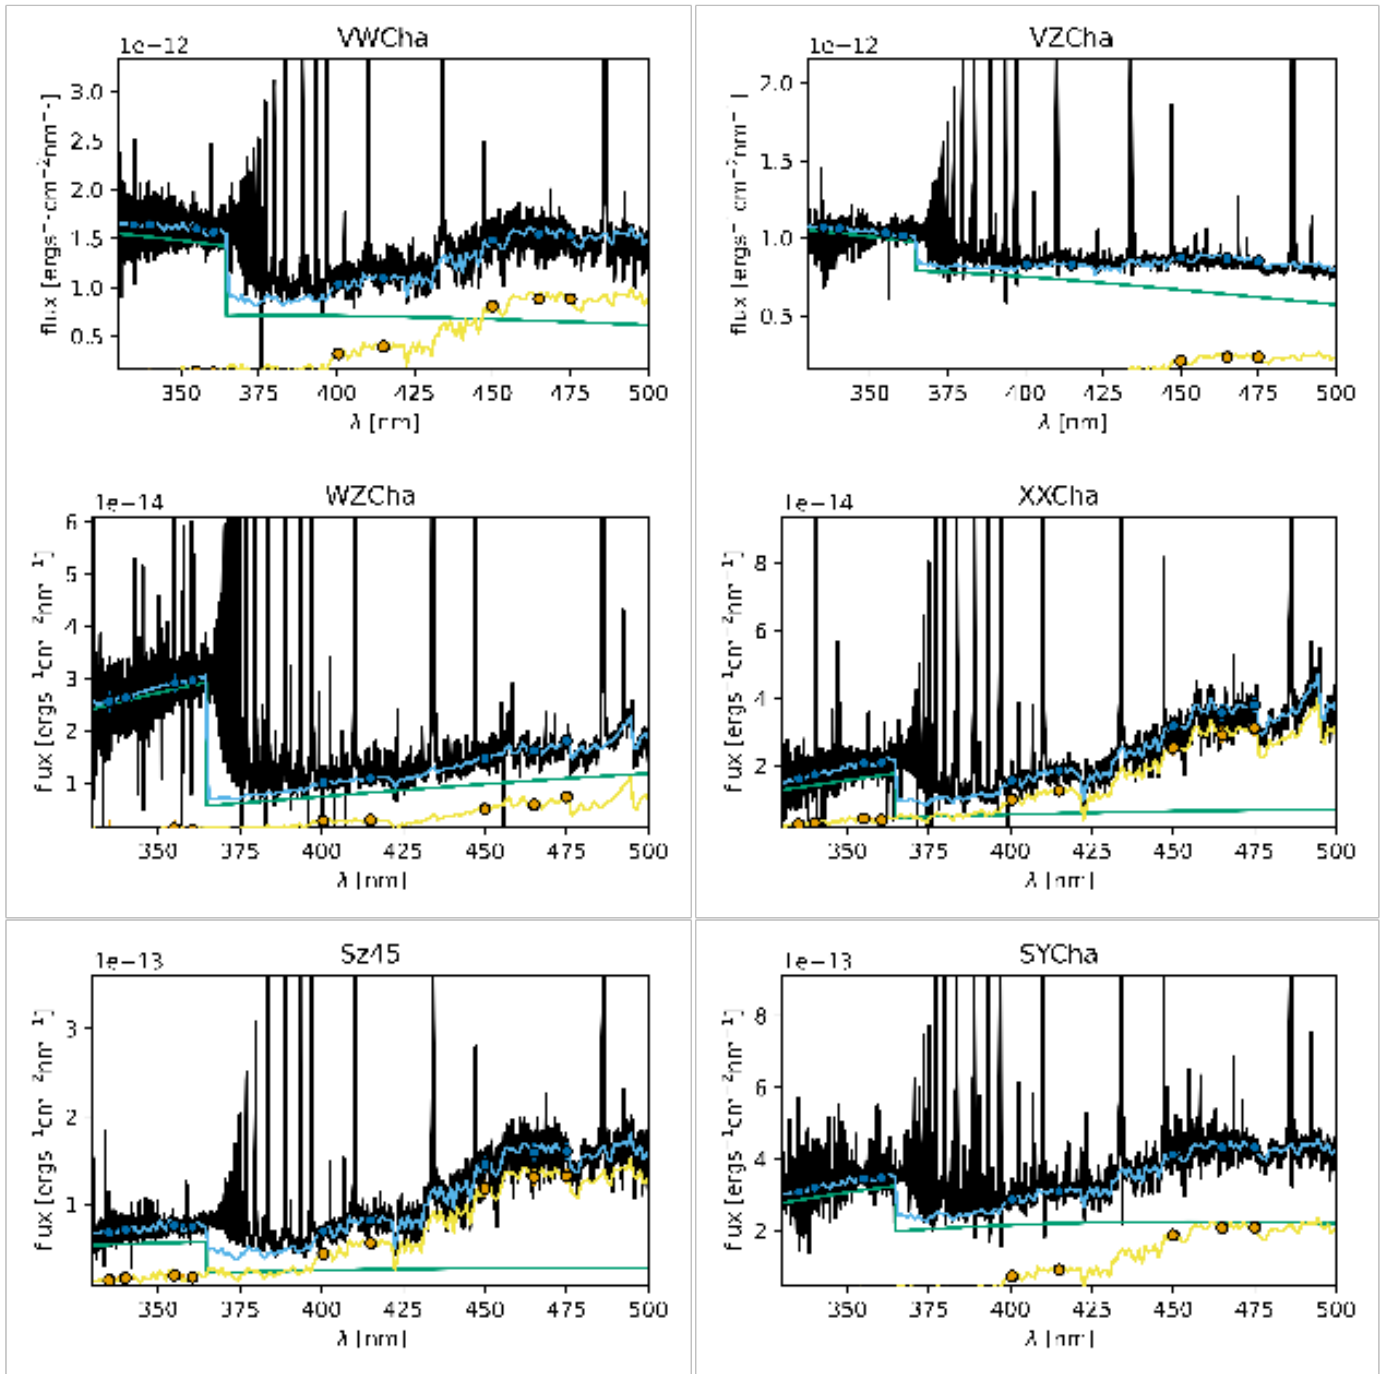 VWCha
1e−12
3.0
2.5
2.0
1.5
1.0
0.5
flux [ergs⁻¹cm⁻²nm⁻¹]
350 375 400 425 450 475 500
λ [nm]
VZCha
1e−12
2.0
1.5
1.0
0.5
flux [ergs⁻¹cm⁻²nm⁻¹]
350 375 400 425 450 475 500
λ [nm]
WZCha
1e−14
6
5
4
3
2
1
flux [ergs⁻¹cm⁻²nm⁻¹]
350 375 400 425 450 475 500
λ [nm]
XXCha
1e−14
8
6
4
2
flux [ergs⁻¹cm⁻²nm⁻¹]
350 375 400 425 450 475 500
λ [nm]
Sz45
1e−13
3
2
1
flux [ergs⁻¹cm⁻²nm⁻¹]
350 375 400 425 450 475 500
λ [nm]
SYCha
1e−13
8
6
4
2
flux [ergs⁻¹cm⁻²nm⁻¹]
350 375 400 425 450 475 500
λ [nm]